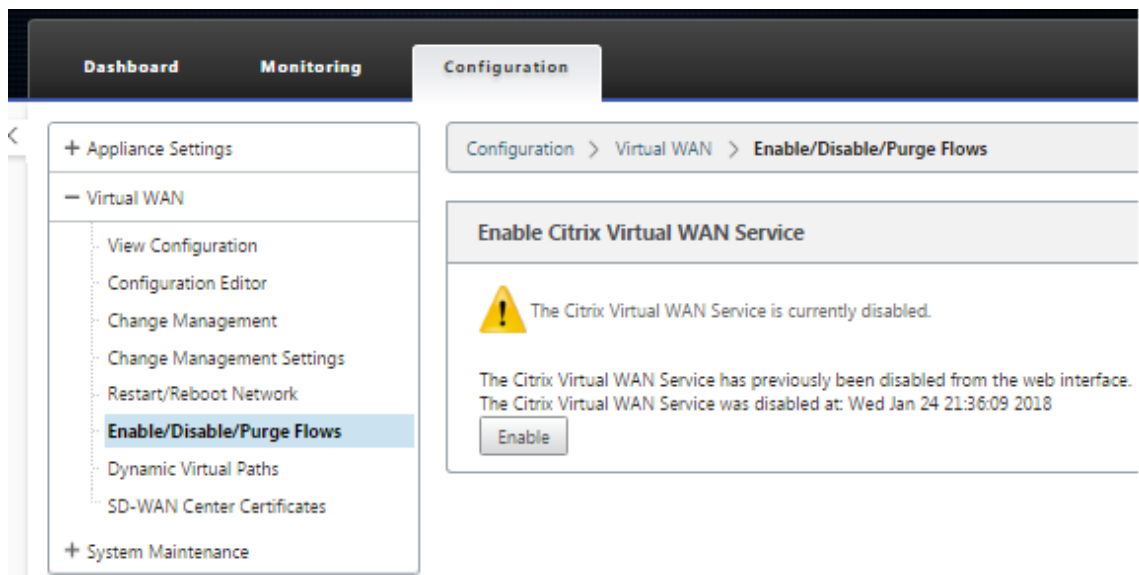 Dashboard Monitoring Configuration
+ Appliance Settings
− Virtual WAN
View Configuration
Configuration Editor
Change Management
Change Management Settings
Restart/Reboot Network
Enable/Disable/Purge Flows
Dynamic Virtual Paths
SD-WAN Center Certificates
+ System Maintenance
Configuration > Virtual WAN > Enable/Disable/Purge Flows
Enable Citrix Virtual WAN Service
The Citrix Virtual WAN Service is currently disabled.
The Citrix Virtual WAN Service has previously been disabled from the web interface.
The Citrix Virtual WAN Service was disabled at: Wed Jan 24 21:36:09 2018
Enable